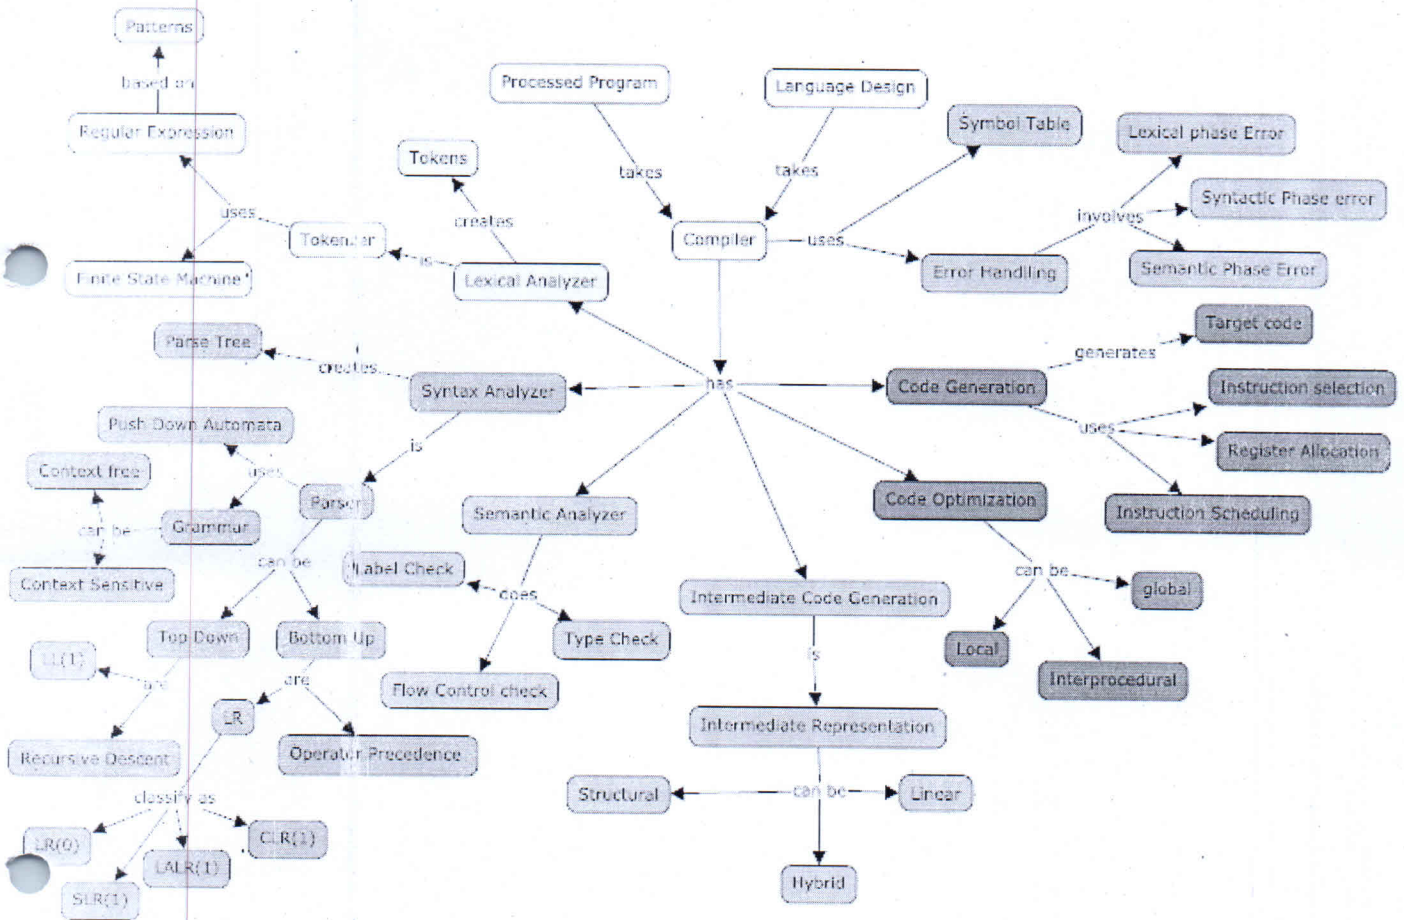 Patterns
based on
Regular Expression
uses
Finite State Machine
Tokenizer
is
Tokens
creates
Lexical Analyzer
Processed Program
takes
Language Design
takes
Compiler
uses
Symbol Table
Error Handling
involves
Lexical phase Error
Syntactic Phase error
Semantic Phase Error
has
Parse Tree
creates
Syntax Analyzer
is
Push Down Automata
uses
Parser
Context free
can be
Grammar
Context Sensitive
can be
Top Down
Bottom Up
LL(1)
are
Recursive Descent
are
LR
Operator Precedence
classify as
LR(0)
SLR(1)
LALR(1)
CLR(1)
Semantic Analyzer
Label Check
does
Type Check
Flow Control check
Intermediate Code Generation
is
Intermediate Representation
Structural
can be
Linear
Hybrid
Code Optimization
can be
global
Local
Interprocedural
Code Generation
generates
Target code
uses
Instruction selection
Register Allocation
Instruction Scheduling